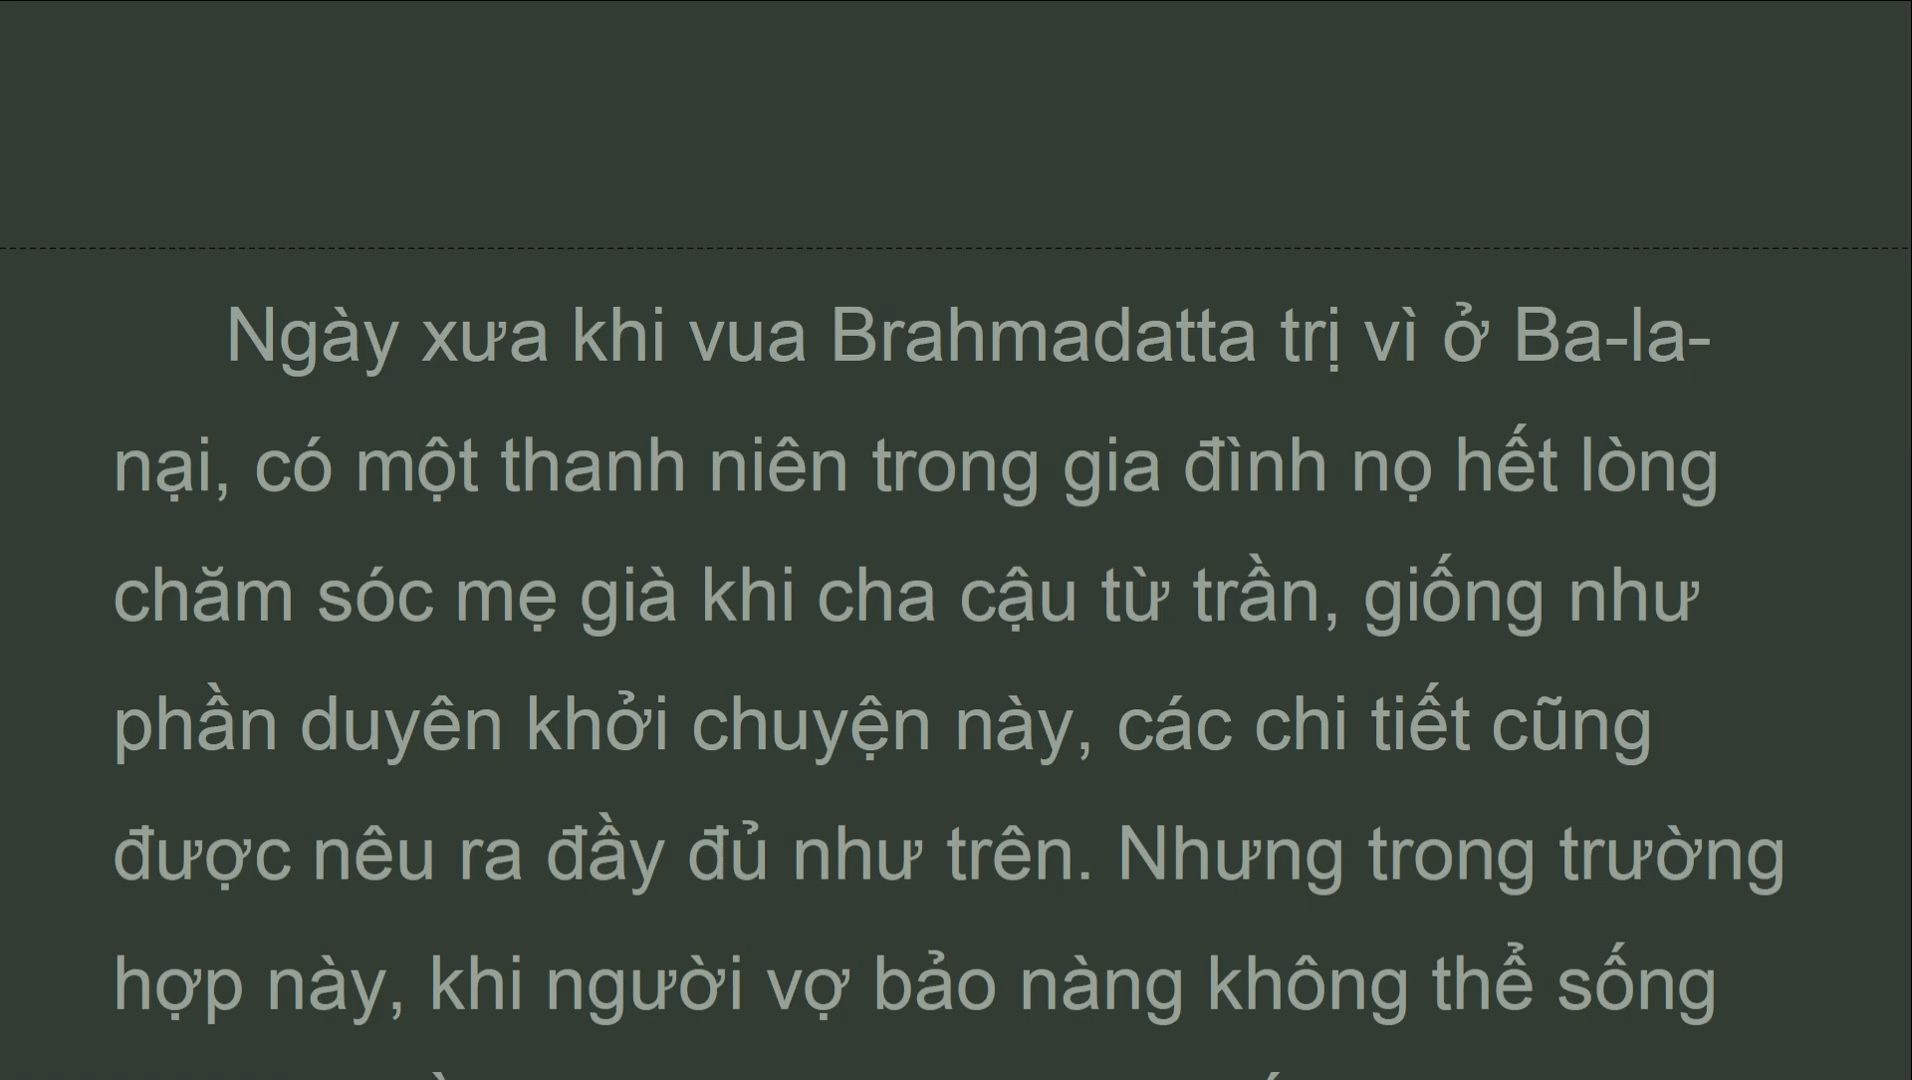 Ngày xưa khi vua Brahmadatta trị vì ở Ba-la-
nại, có một thanh niên trong gia đình nọ hết lòng
chăm sóc mẹ già khi cha cậu từ trần, giống như
phần duyên khởi chuyện này, các chi tiết cũng
được nêu ra đầy đủ như trên. Nhưng trong trường
hợp này, khi người vợ bảo nàng không thể sống